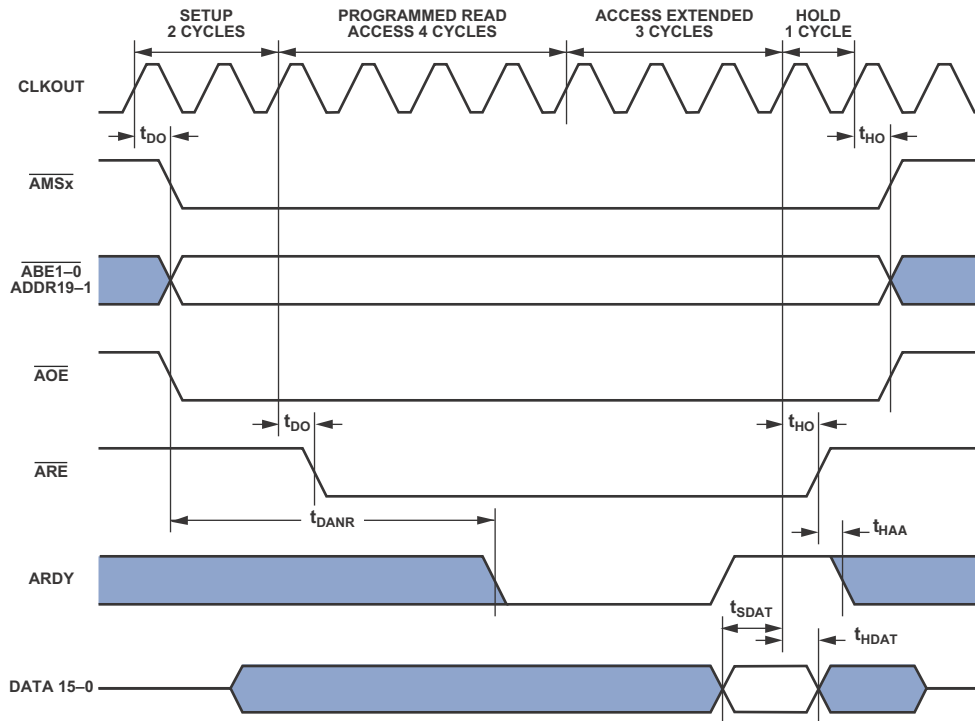 SETUP
2 CYCLES
PROGRAMMED READ
ACCESS 4 CYCLES
ACCESS EXTENDED
3 CYCLES
HOLD
1 CYCLE
CLKOUT
tDO
tHO
AMSx
ABE1–0
ADDR19–1
AOE
tDO
tHO
ARE
tDANR
tHAA
ARDY
tSDAT
tHDAT
DATA 15–0